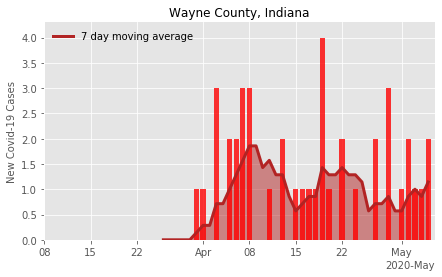 Wayne County, Indiana
7 day moving average
New Covid-19 Cases
4.0
3.5
3.0
2.5
2.0
1.5
1.0
0.5
0.0
08 15 22 Apr 08 15 22 May
2020-May